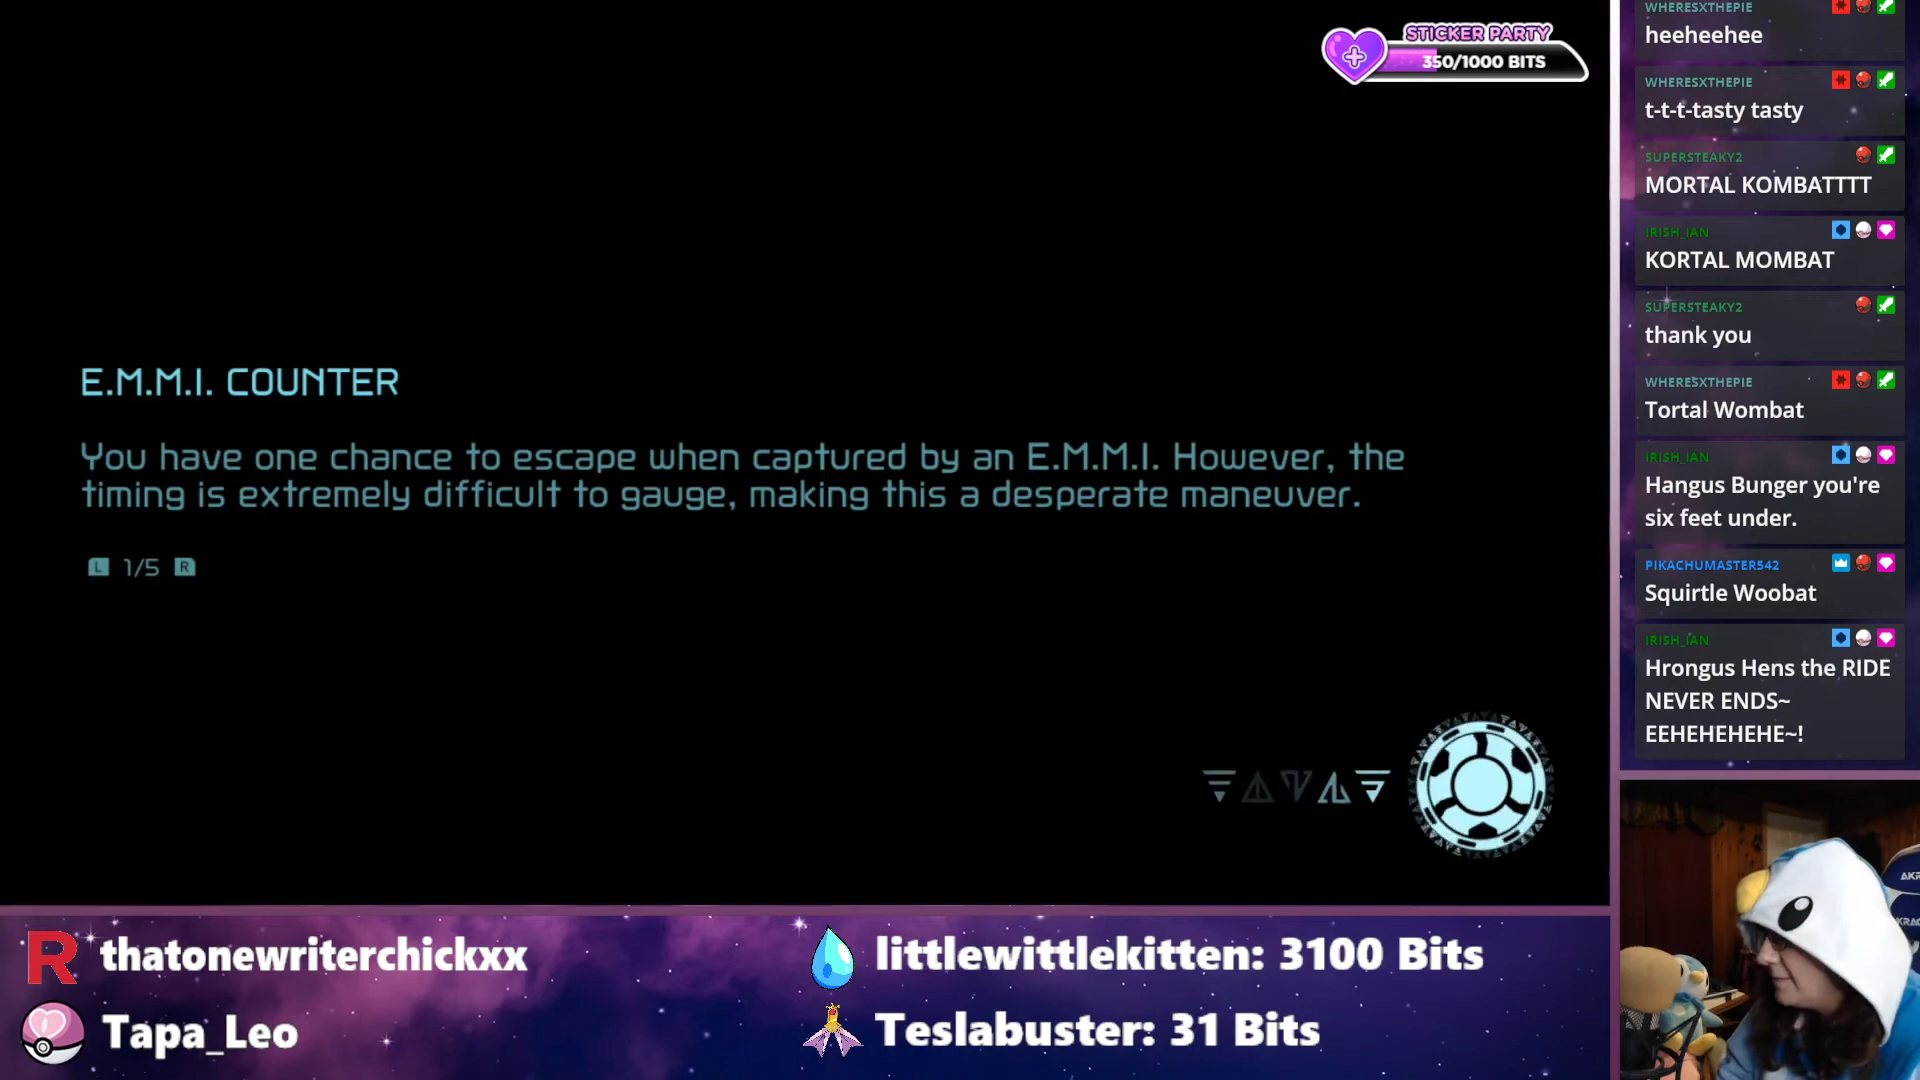 STICKER PARTY
350/1000 BITS
E.M.M.I. COUNTER
You have one chance to escape when captured by an E.M.M.I. However, the
timing is extremely difficult to gauge, making this a desperate maneuver.
L 1/5 R
WHERESXTHEPIE
heeheehee
WHERESXTHEPIE
t-t-t-tasty tasty
SUPERSTEAKY2
MORTAL KOMBATTTT
IRISH_IAN
KORTAL MOMBAT
SUPERSTEAKY2
thank you
WHERESXTHEPIE
Tortal Wombat
IRISH_IAN
Hangus Bunger you're
six feet under.
PIKACHUMASTER542
Squirtle Woobat
IRISH_IAN
Hrongus Hens the RIDE
NEVER ENDS~
EEHEHEHEHE~!
R thatonewriterchickxx
Tapa_Leo
littlewittlekitten: 3100 Bits
Teslabuster: 31 Bits